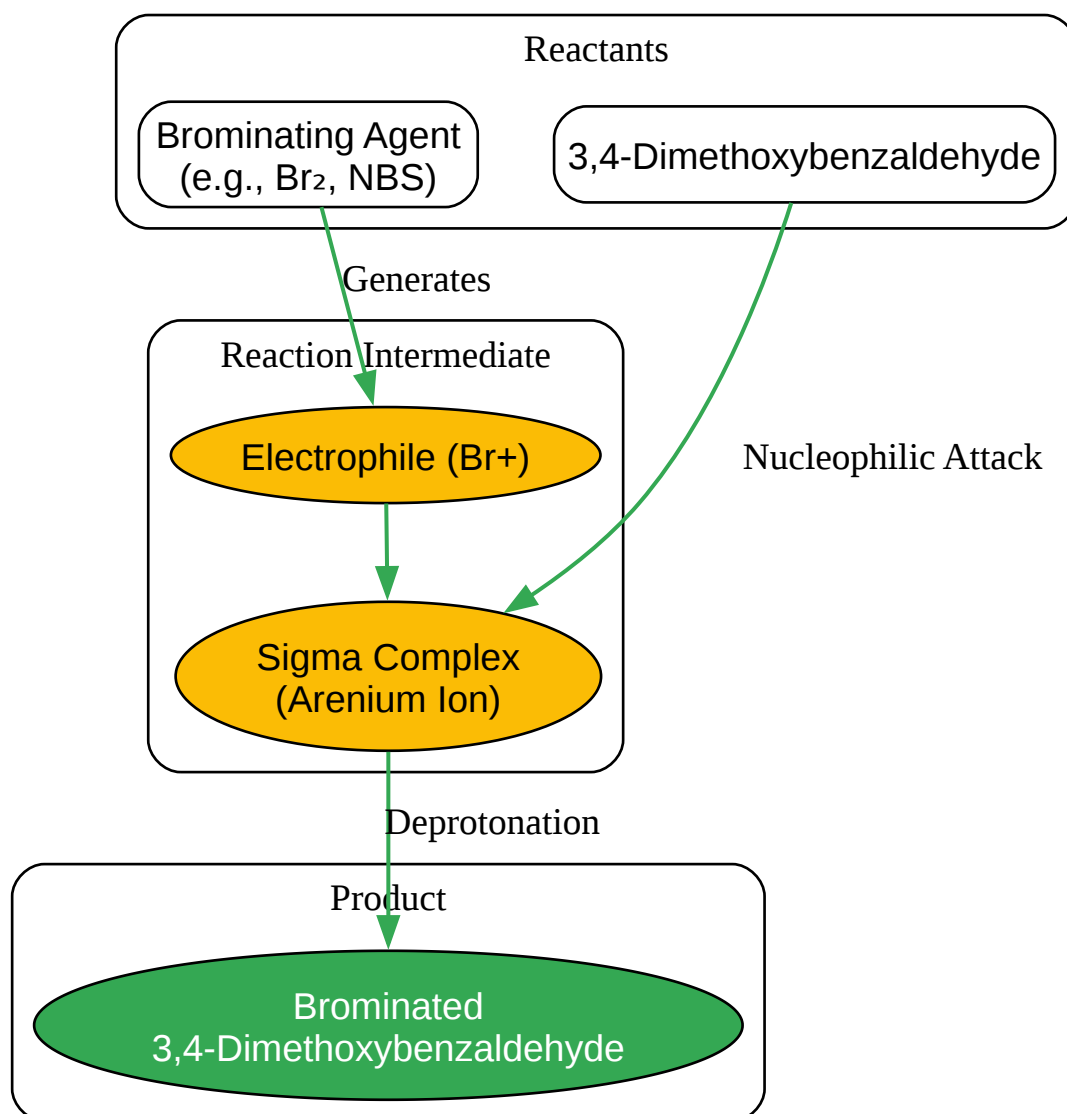 Reactants
Brominating Agent
(e.g., Br₂, NBS)
3,4-Dimethoxybenzaldehyde
Generates
Reaction Intermediate
Electrophile (Br+)
Nucleophilic Attack
Sigma Complex
(Arenium Ion)
Deprotonation
Product
Brominated
3,4-Dimethoxybenzaldehyde